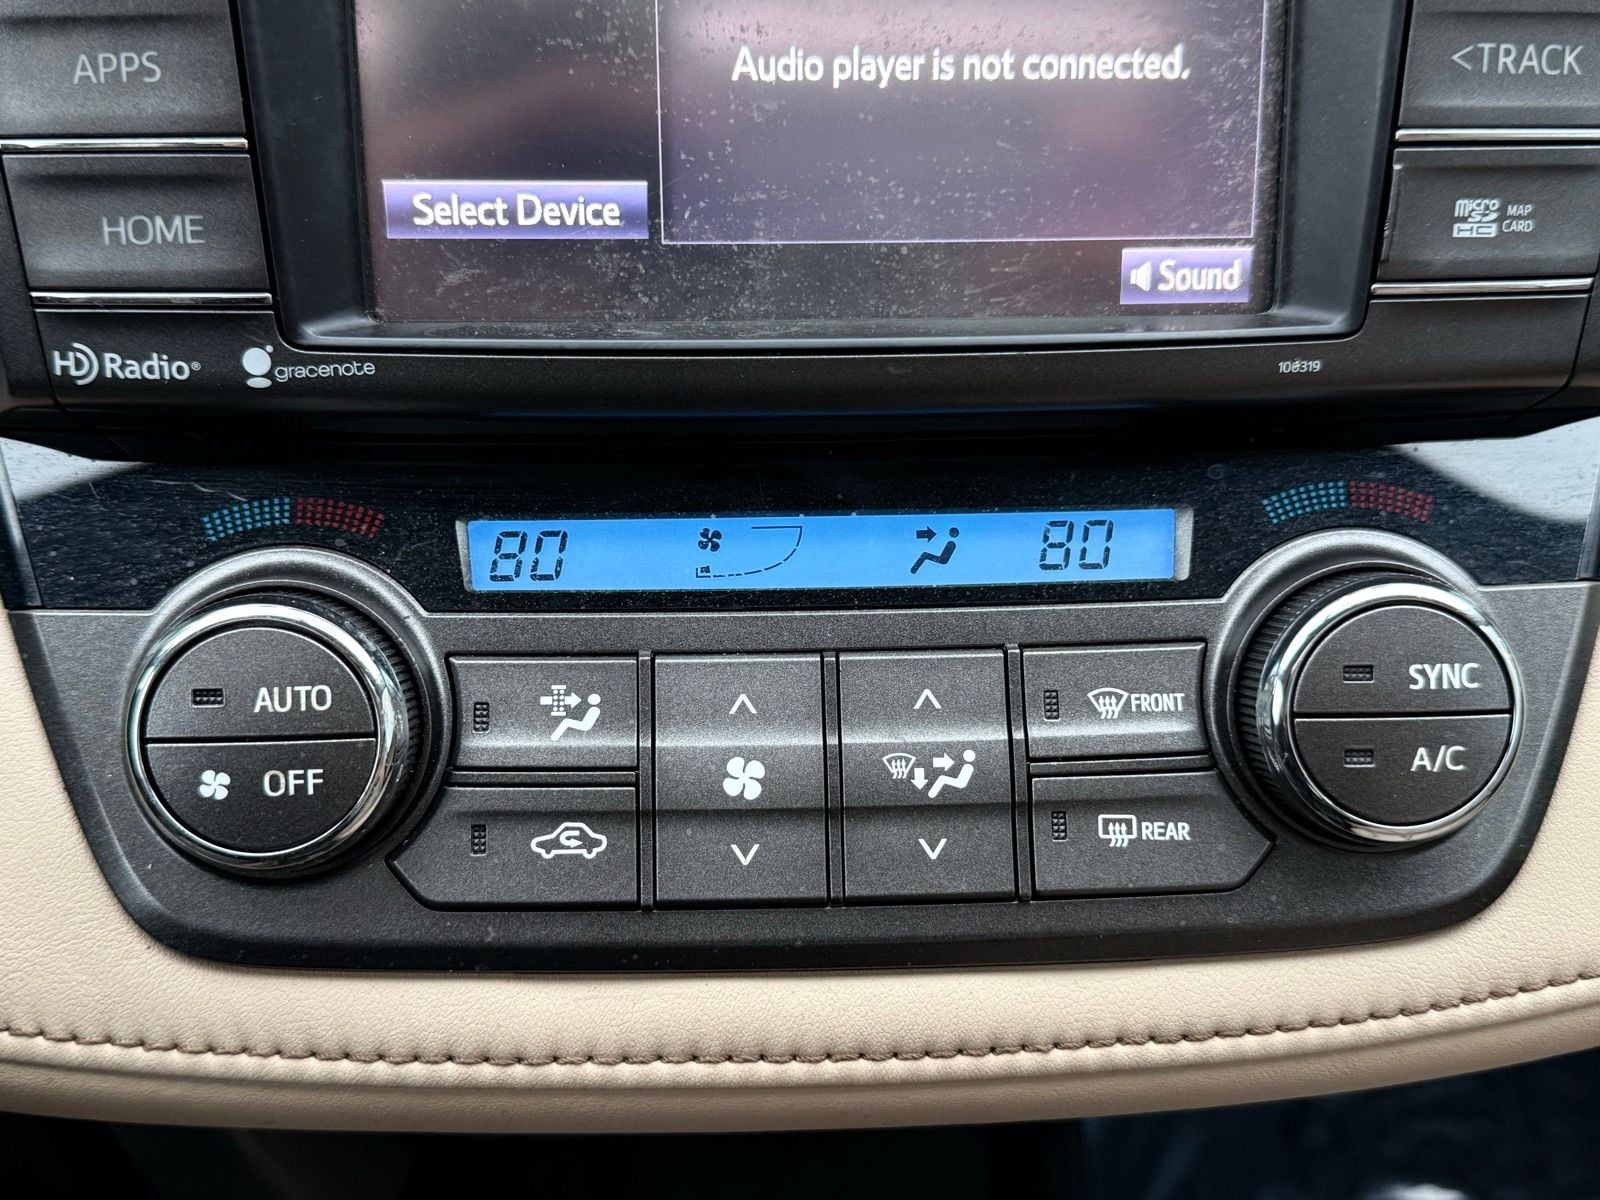 APPS
Audio player is not connected.
<TRACK
HOME
Select Device
micro SD HC MAP CARD
Sound
HD Radio®
gracenote
106319
80
80
AUTO
OFF
FRONT
REAR
SYNC
A/C